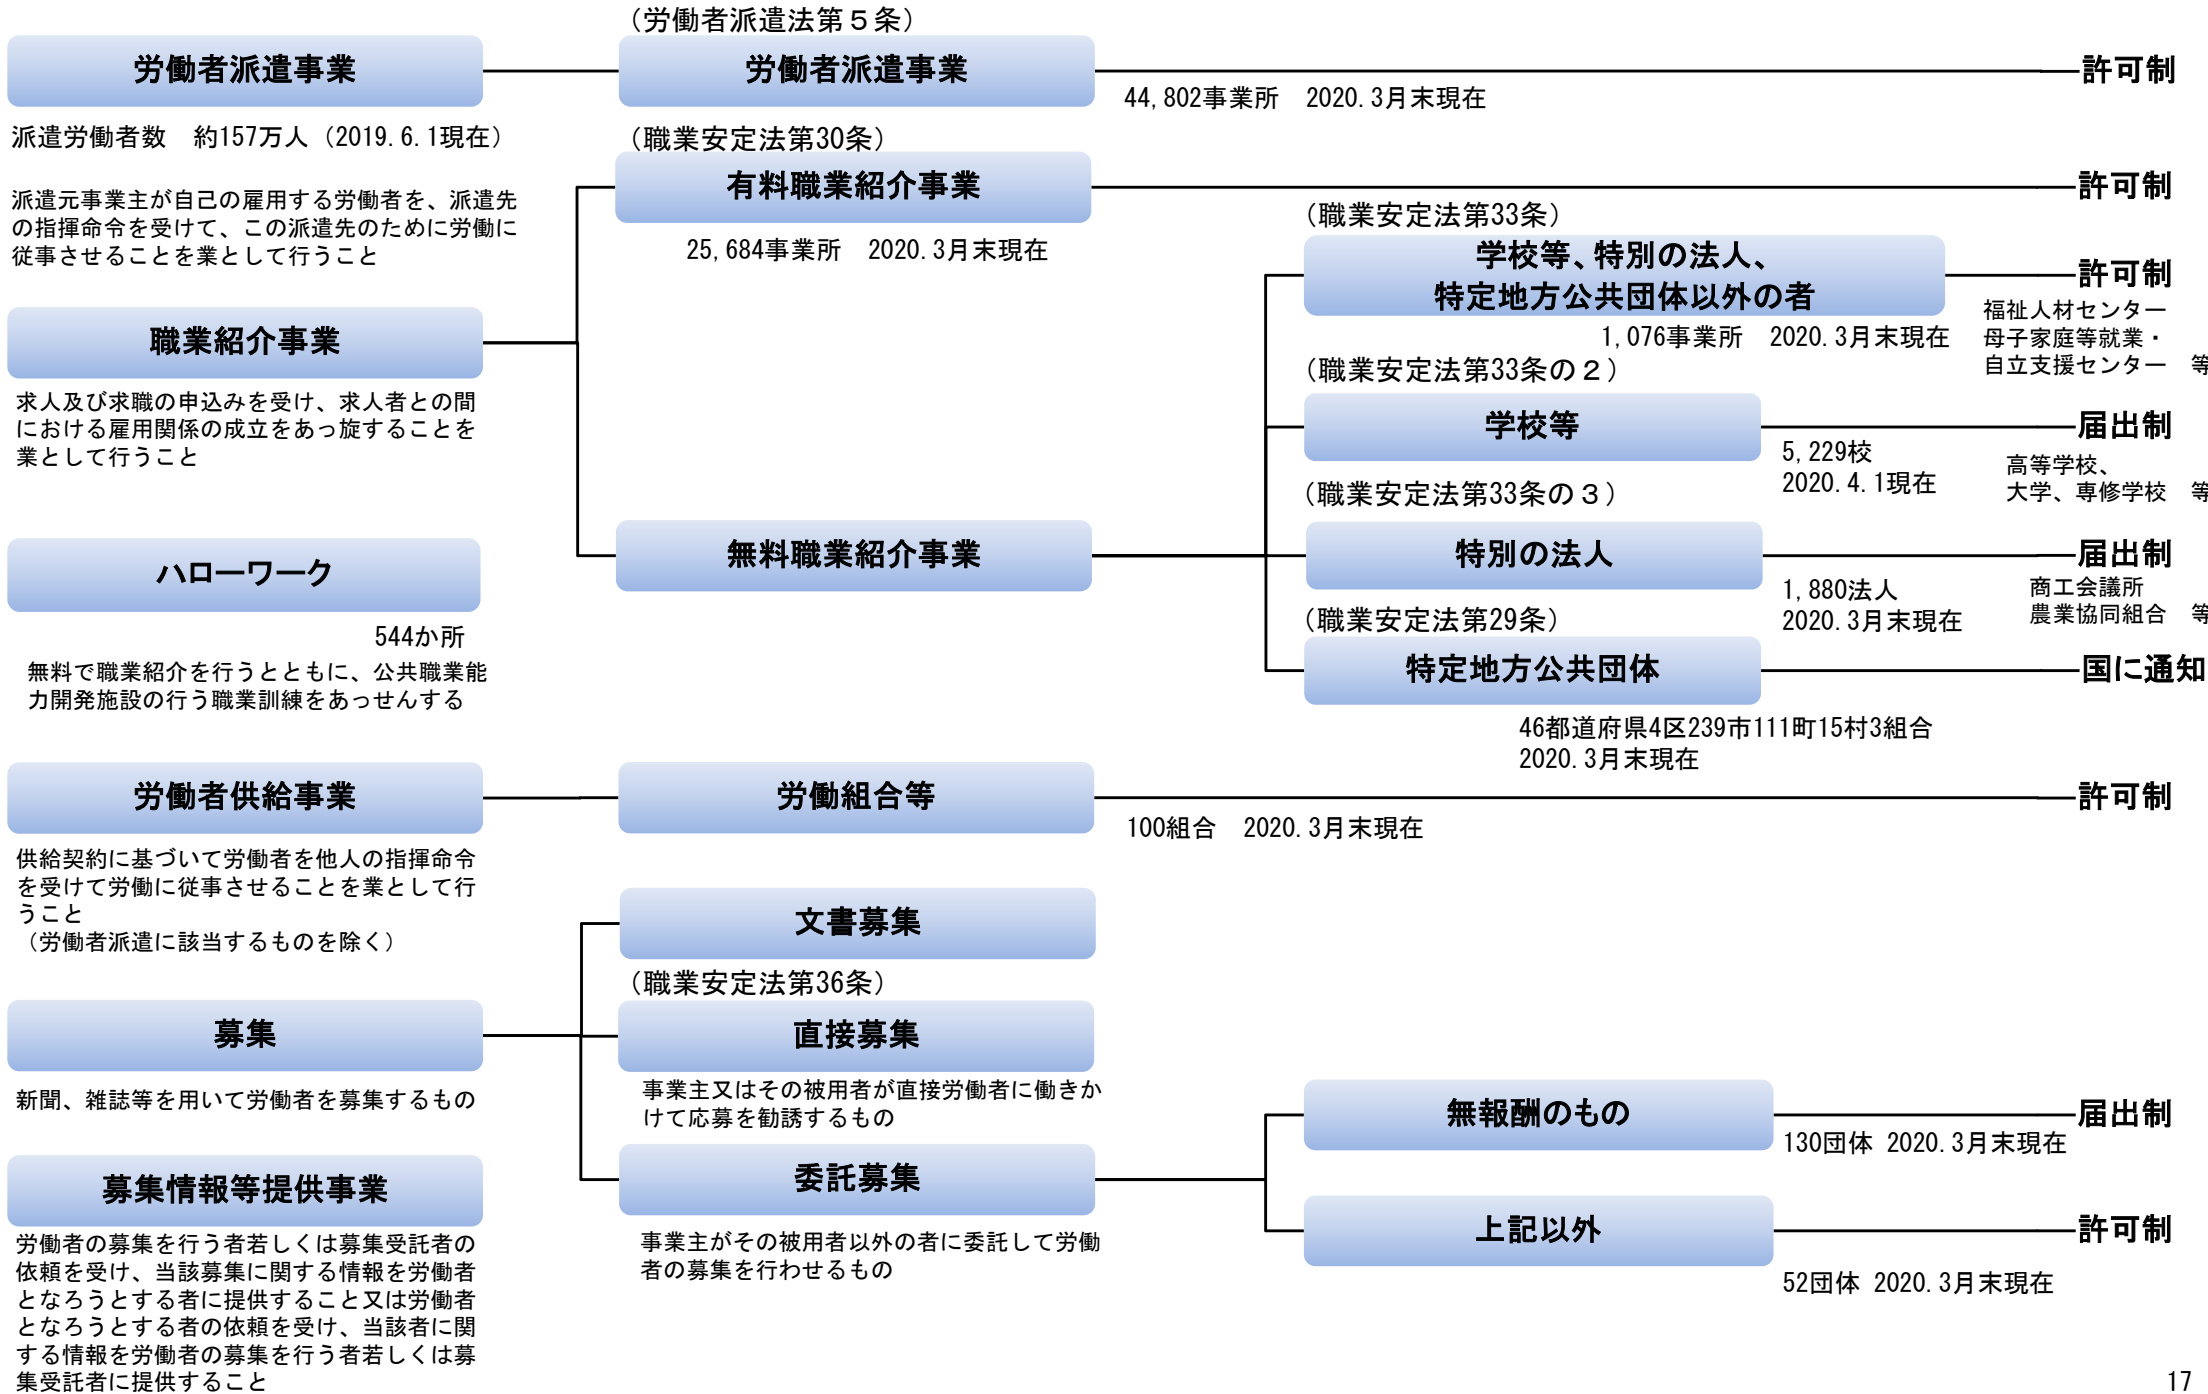 （労働者派遣法第５条）
労働者派遣事業
労働者派遣事業
許可制
44,802事業所　2020.3月末現在
派遣労働者数　約157万人（2019.6.1現在）
派遣元事業主が自己の雇用する労働者を、派遣先
の指揮命令を受けて、この派遣先のために労働に
従事させることを業として行うこと
（職業安定法第30条）
有料職業紹介事業
許可制
25,684事業所　2020.3月末現在
（職業安定法第33条）
学校等、特別の法人、
特定地方公共団体以外の者
許可制
1,076事業所　2020.3月末現在
福祉人材センター
母子家庭等就業・
自立支援センター　等
職業紹介事業
求人及び求職の申込みを受け、求人者との間
における雇用関係の成立をあっ旋することを
業として行うこと
（職業安定法第33条の２）
学校等
届出制
5,229校
2020.4.1現在
高等学校、
大学、専修学校　等
（職業安定法第33条の３）
無料職業紹介事業
特別の法人
届出制
1,880法人
2020.3月末現在
商工会議所
農業協同組合　等
ハローワーク
544か所
無料で職業紹介を行うとともに、公共職業能
力開発施設の行う職業訓練をあっせんする
（職業安定法第29条）
特定地方公共団体
国に通知
46都道府県4区239市111町15村3組合
2020.3月末現在
労働者供給事業
労働組合等
許可制
100組合　2020.3月末現在
供給契約に基づいて労働者を他人の指揮命令
を受けて労働に従事させることを業として行
うこと
（労働者派遣に該当するものを除く）
文書募集
（職業安定法第36条）
募集
直接募集
新聞、雑誌等を用いて労働者を募集するもの
事業主又はその被用者が直接労働者に働きか
けて応募を勧誘するもの
無報酬のもの
届出制
130団体 2020.3月末現在
委託募集
事業主がその被用者以外の者に委託して労働
者の募集を行わせるもの
上記以外
許可制
52団体 2020.3月末現在
募集情報等提供事業
労働者の募集を行う者若しくは募集受託者の
依頼を受け、当該募集に関する情報を労働者
となろうとする者に提供すること又は労働者
となろうとする者の依頼を受け、当該者に関
する情報を労働者の募集を行う者若しくは募
集受託者に提供すること
17